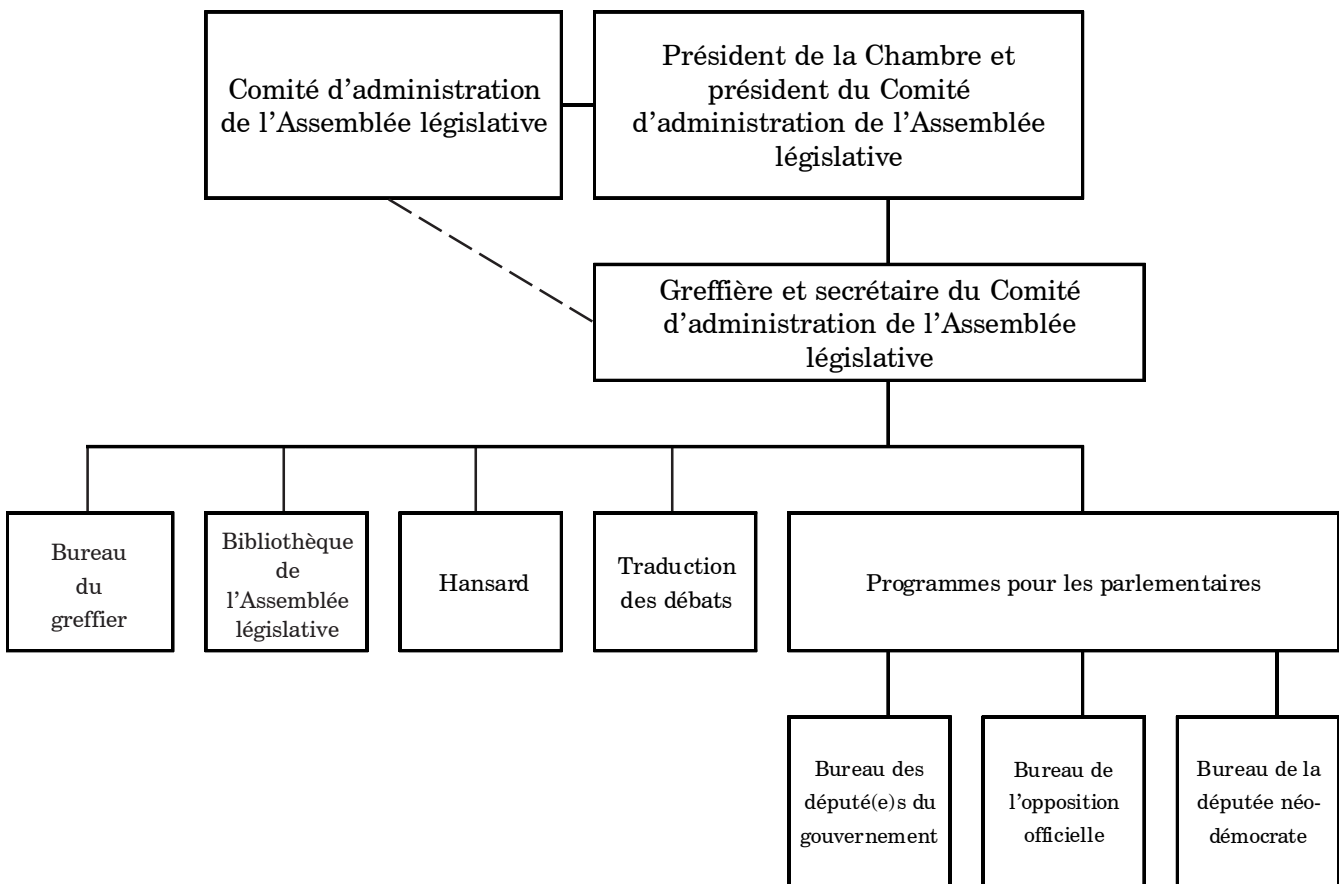 Comité d’administration
de l’Assemblée législative
Président de la Chambre et
président du Comité
d’administration de l’Assemblée
législative
Greffière et secrétaire du Comité
d’administration de l’Assemblée
législative
Bureau
du
greffier
Bibliothèque
de
l’Assemblée
législative
Hansard
Traduction
des débats
Programmes pour les parlementaires
Bureau des
député(e)s du
gouvernement
Bureau de
l’opposition
officielle
Bureau de la
députée néo-
démocrate